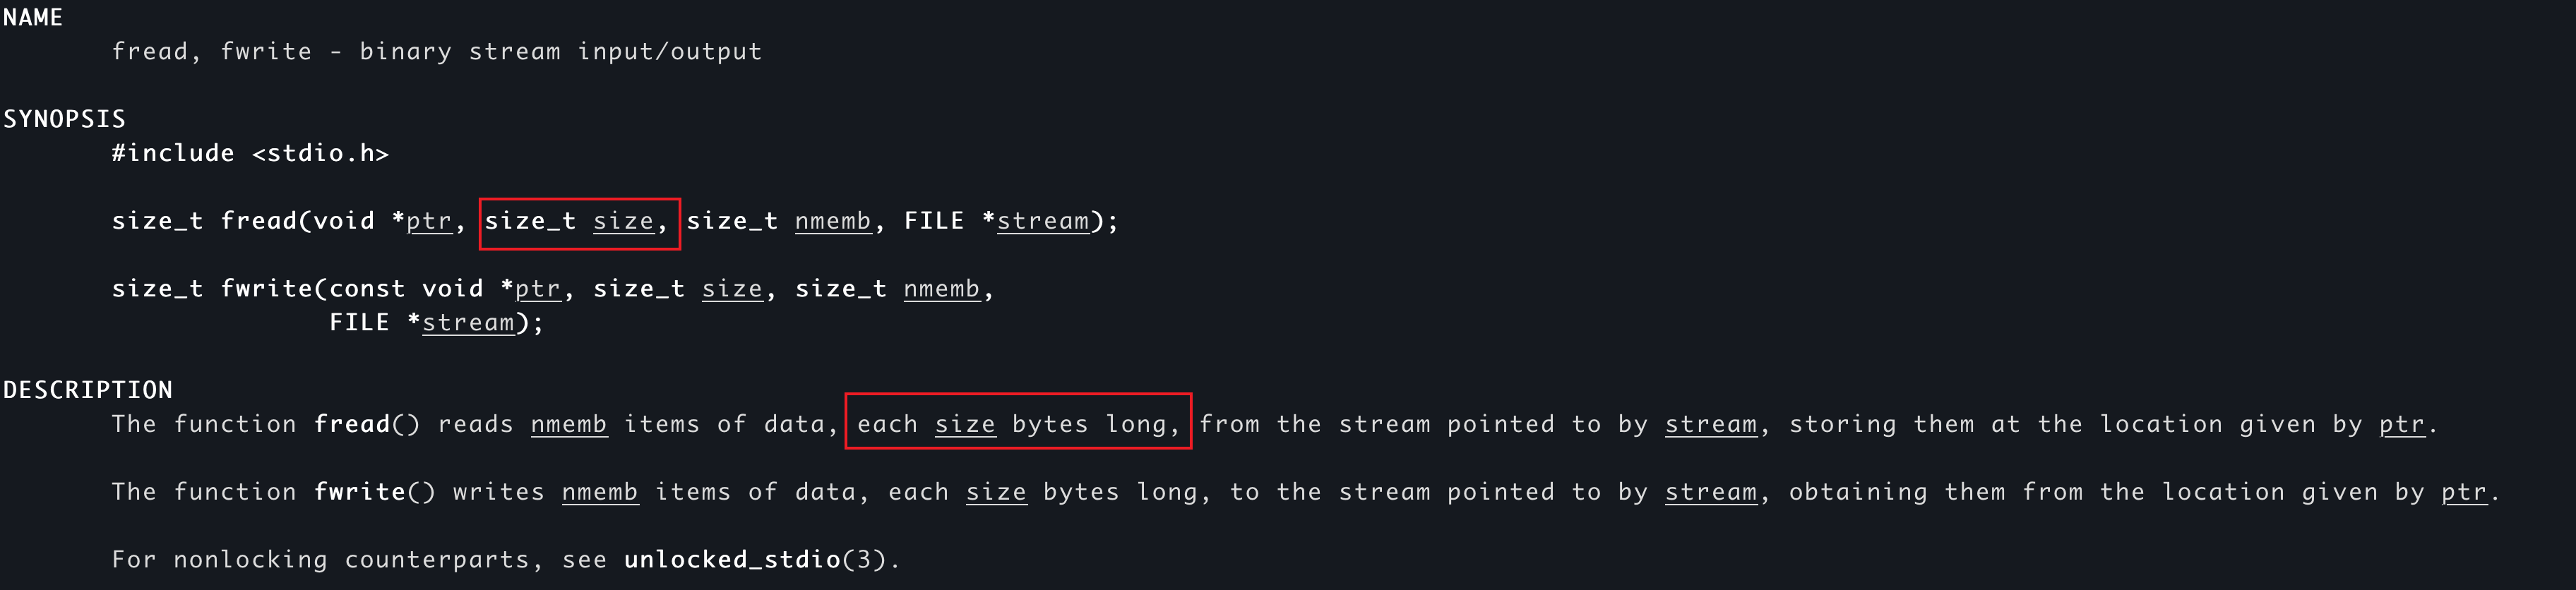 NAME
fread, fwrite - binary stream input/output
SYNOPSIS
#include <stdio.h>
size_t fread(void *ptr, size_t size, size_t nmemb, FILE *stream);
size_t fwrite(const void *ptr, size_t size, size_t nmemb,
FILE *stream);
DESCRIPTION
The function fread() reads nmemb items of data, each size bytes long, from the stream pointed to by stream, storing them at the location given by ptr.
The function fwrite() writes nmemb items of data, each size bytes long, to the stream pointed to by stream, obtaining them from the location given by ptr.
For nonlocking counterparts, see unlocked_stdio(3).